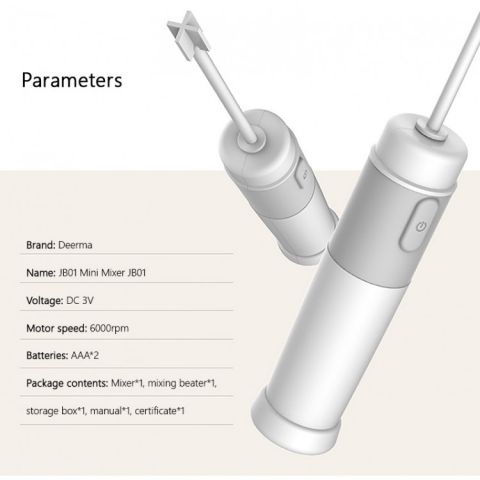 Parameters
Brand: Deerma
Name: JB01 Mini Mixer JB01
Voltage: DC 3V
Motor speed: 6000rpm
Batteries: AAA*2
Package contents: Mixer*1, mixing beater*1,
storage box*1, manual*1, certificate*1